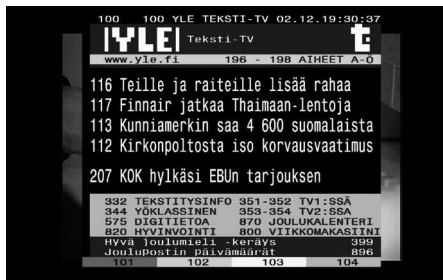 100 100 YLE TEKSTI-TV 02.12.19:30:37
YLE Teksti-TV t:
www.yle.fi 196 - 198 AIHEET A-Ö
116 Teille ja raiteille lisää rahaa
117 Finnair jatkaa Thaimaan-lentoja
113 Kunniamerkin saa 4 600 suomalaista
112 Kirkonpoltosta iso korvausvaatimus
207 KOK hylkäsi EBUn tarjouksen
332 TEKSTITYSINFO 351-352 TV1:SSÄ
344 YÖKLASSINEN 353-354 TV2:SSA
575 DIGITIETOA 870 JOULUKALENTERI
820 HYVINVOINTI 800 VIIKKOMAKASIINI
Hyvä joulumieli -keräys 399
Joulupostin päivämäärät 896
101 102 103 104